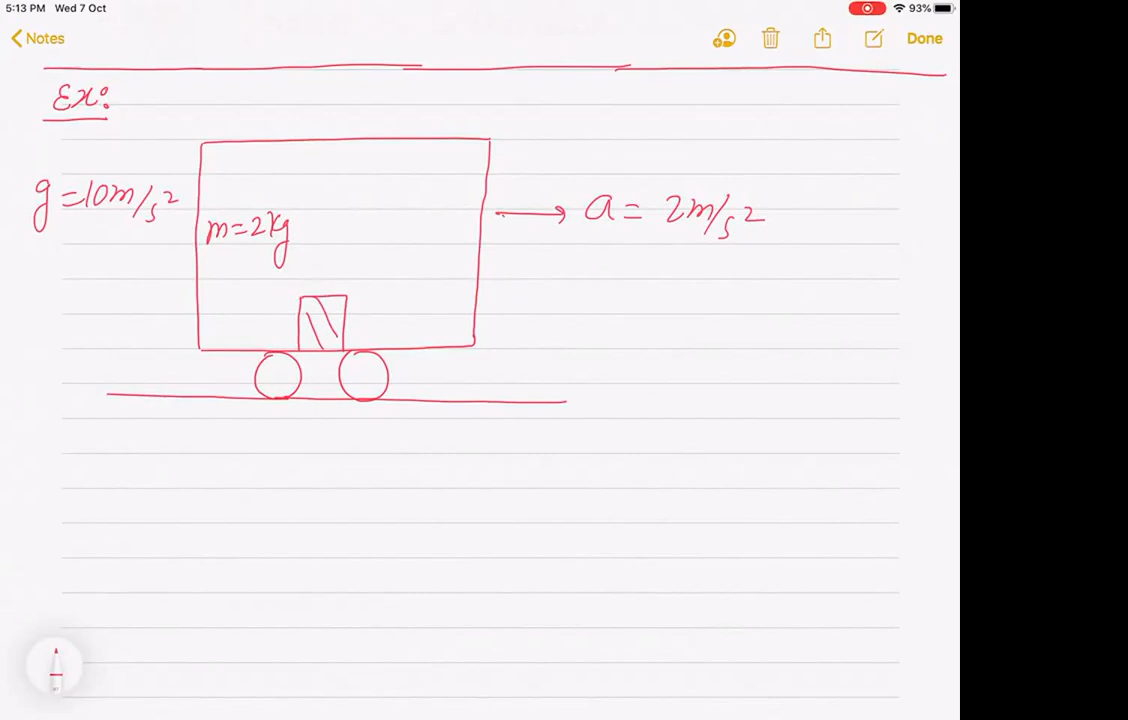 5:13 PM Wed 7 Oct
93%
Notes
Done
Ex:
g = 10m/s²
m = 2kg
a = 2m/s²